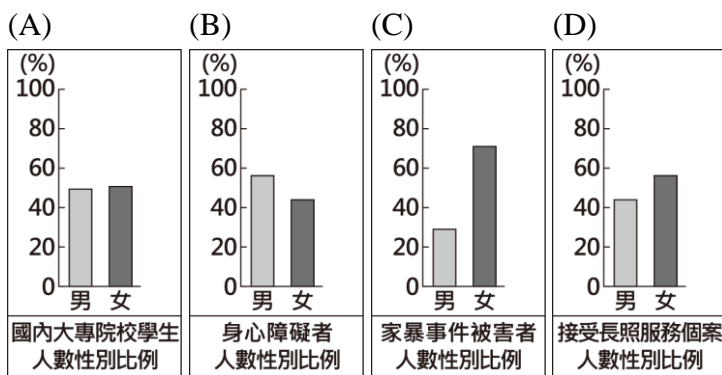 (A)
(%)
100
80
60
40
20
0
男 女
國內大專院校學生
人數性別比例
(B)
(%)
100
80
60
40
20
0
男 女
身心障礙者
人數性別比例
(C)
(%)
100
80
60
40
20
0
男 女
家暴事件被害者
人數性別比例
(D)
(%)
100
80
60
40
20
0
男 女
接受長照服務個案
人數性別比例